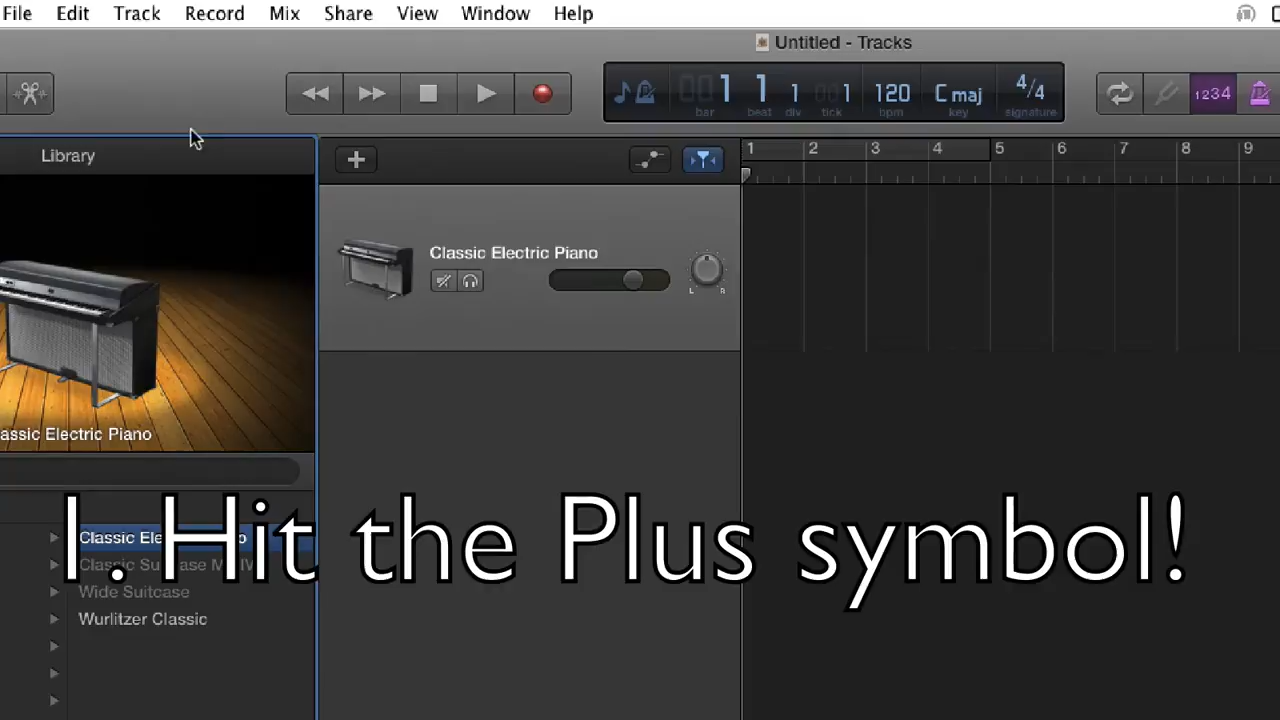 File Edit Track Record Mix Share View Window Help
Untitled - Tracks
1 1 1 1 120 C maj 4/4
bar beat div tick bpm key signature
1234
Library
1 2 3 4 5 6 7 8 9
Classic Electric Piano
L R
assic Electric Piano
1. Hit the Plus symbol!
Wide Suitcase
Wurlitzer Classic